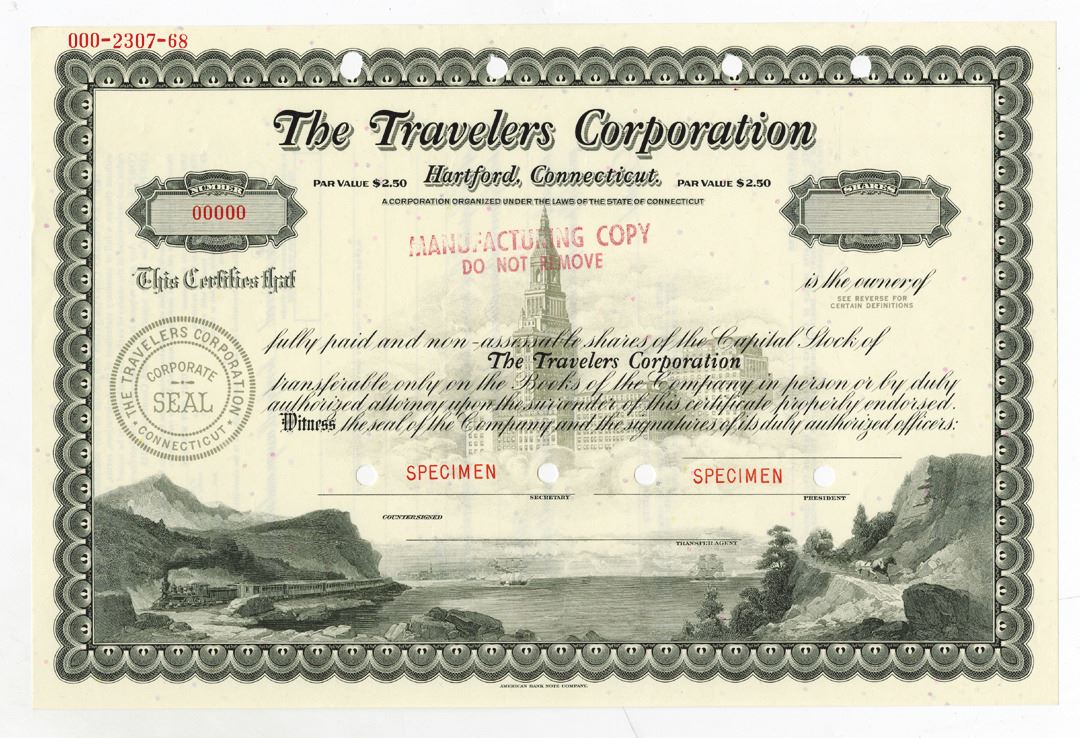 000-2307-68
The Travelers Corporation
Hartford, Connecticut.
PAR VALUE $2.50
PAR VALUE $2.50
NUMBER
00000
SHARES
A CORPORATION ORGANIZED UNDER THE LAWS OF THE STATE OF CONNECTICUT
MANUFACTURING COPY
DO NOT REMOVE
This Certifies that
is the owner of
SEE REVERSE FOR
CERTAIN DEFINITIONS
THE TRAVELERS CORPORATION
CORPORATE
SEAL
★ CONNECTICUT ★
fully paid and non-assessable shares of the Capital Stock of
The Travelers Corporation
transferable only on the Books of the Company in person or by duly
authorized attorney upon the surrender of this certificate properly endorsed.
Witness the seal of the Company and the signatures of its duly authorized officers:
SPECIMEN
SPECIMEN
SECRETARY
PRESIDENT
COUNTERSIGNED
TRANSFER AGENT
AMERICAN BANK NOTE COMPANY.